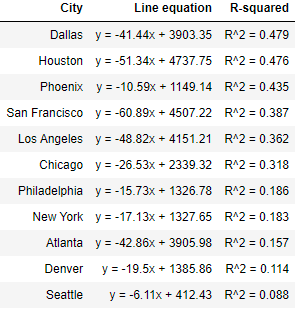 City Line equation R-squared
Dallas y = -41.44x + 3903.35 R^2 = 0.479
Houston y = -51.34x + 4737.75 R^2 = 0.476
Phoenix y = -10.59x + 1149.14 R^2 = 0.435
San Francisco y = -60.89x + 4507.22 R^2 = 0.387
Los Angeles y = -48.82x + 4151.21 R^2 = 0.362
Chicago y = -26.53x + 2339.32 R^2 = 0.318
Philadelphia y = -15.73x + 1326.78 R^2 = 0.186
New York y = -17.13x + 1327.65 R^2 = 0.183
Atlanta y = -42.86x + 3905.98 R^2 = 0.157
Denver y = -19.5x + 1385.86 R^2 = 0.114
Seattle y = -6.11x + 412.43 R^2 = 0.088